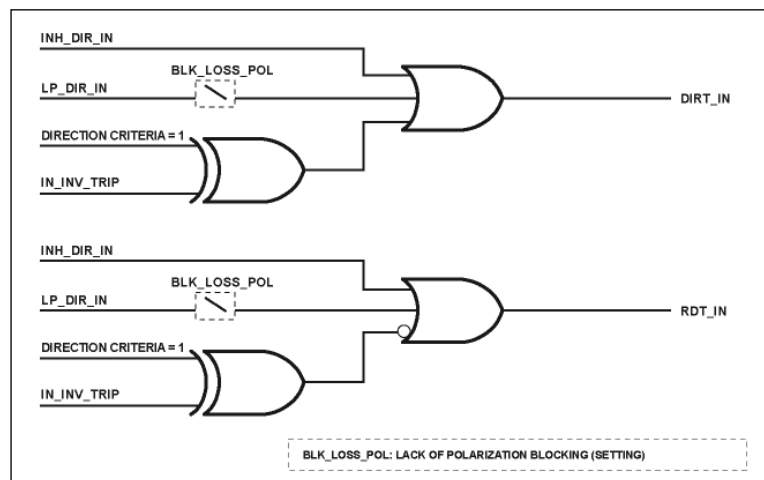 INH_DIR_IN
BLK_LOSS_POL
LP_DIR_IN
DIRT_IN
DIRECTION CRITERIA = 1
IN_INV_TRIP
INH_DIR_IN
BLK_LOSS_POL
LP_DIR_IN
RDT_IN
DIRECTION CRITERIA = 1
IN_INV_TRIP
BLK_LOSS_POL: LACK OF POLARIZATION BLOCKING (SETTING)